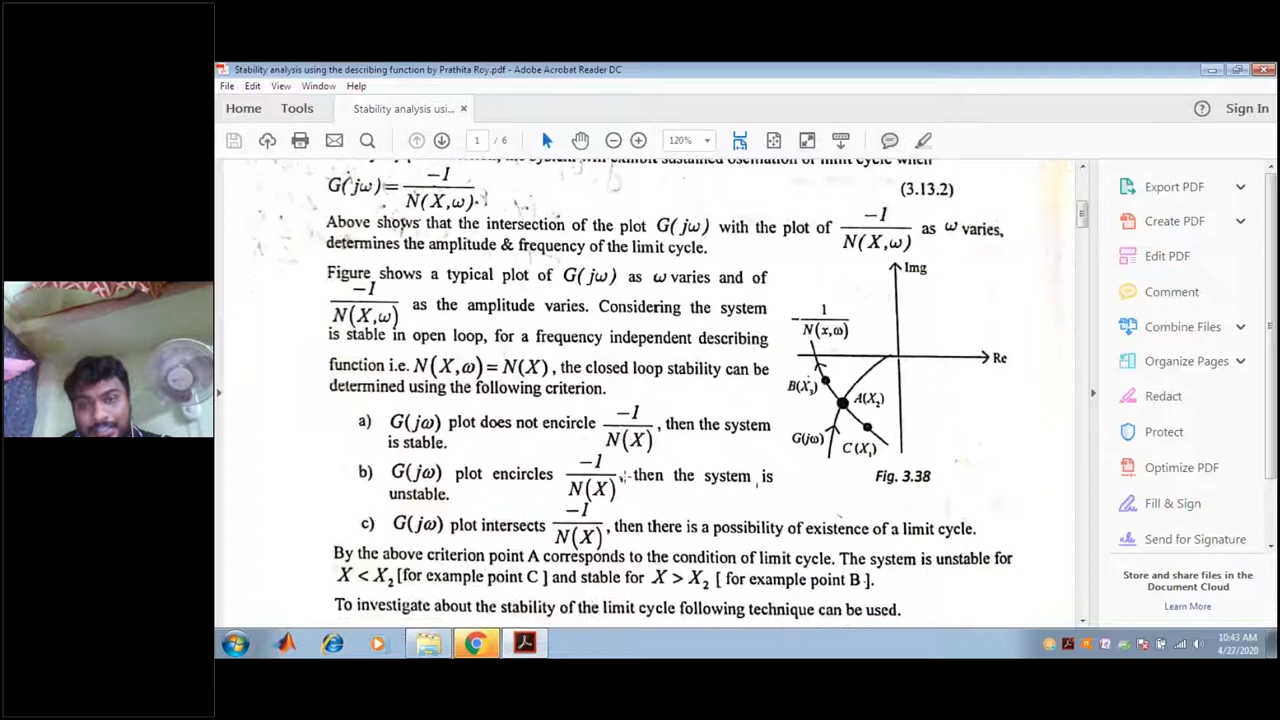 Stability analysis using the describing function by Prathita Roy.pdf - Adobe Acrobat Reader DC
File Edit View Window Help
Home Tools Stability analysis usi... × Sign In
1 / 6 120%
G(jω)= -1 / N(X,ω) (3.13.2)
Above shows that the intersection of the plot G(jω) with the plot of -1 / N(X,ω) as ω varies,
determines the amplitude & frequency of the limit cycle.
Figure shows a typical plot of G(jω) as ω varies and of
-1 / N(X,ω) as the amplitude varies. Considering the system
is stable in open loop, for a frequency independent describing
function i.e. N(X,ω)=N(X), the closed loop stability can be
determined using the following criterion.
a) G(jω) plot does not encircle -1 / N(X), then the system
is stable.
b) G(jω) plot encircles -1 / N(X), then the system is
unstable.
c) G(jω) plot intersects -1 / N(X), then there is a possibility of existence of a limit cycle.
By the above criterion point A corresponds to the condition of limit cycle. The system is unstable for
X < X₂ [for example point C ] and stable for X > X₂ [ for example point B ].
To investigate about the stability of the limit cycle following technique can be used.
Img
- 1 / N(x,ω)
Re
B(X₃)
A(X₂)
G(jω)
C(X₁)
Fig. 3.38
Export PDF
Create PDF
Edit PDF
Comment
Combine Files
Organize Pages
Redact
Protect
Optimize PDF
Fill & Sign
Send for Signature
Store and share files in the
Document Cloud
Learn More
10:43 AM
4/27/2020